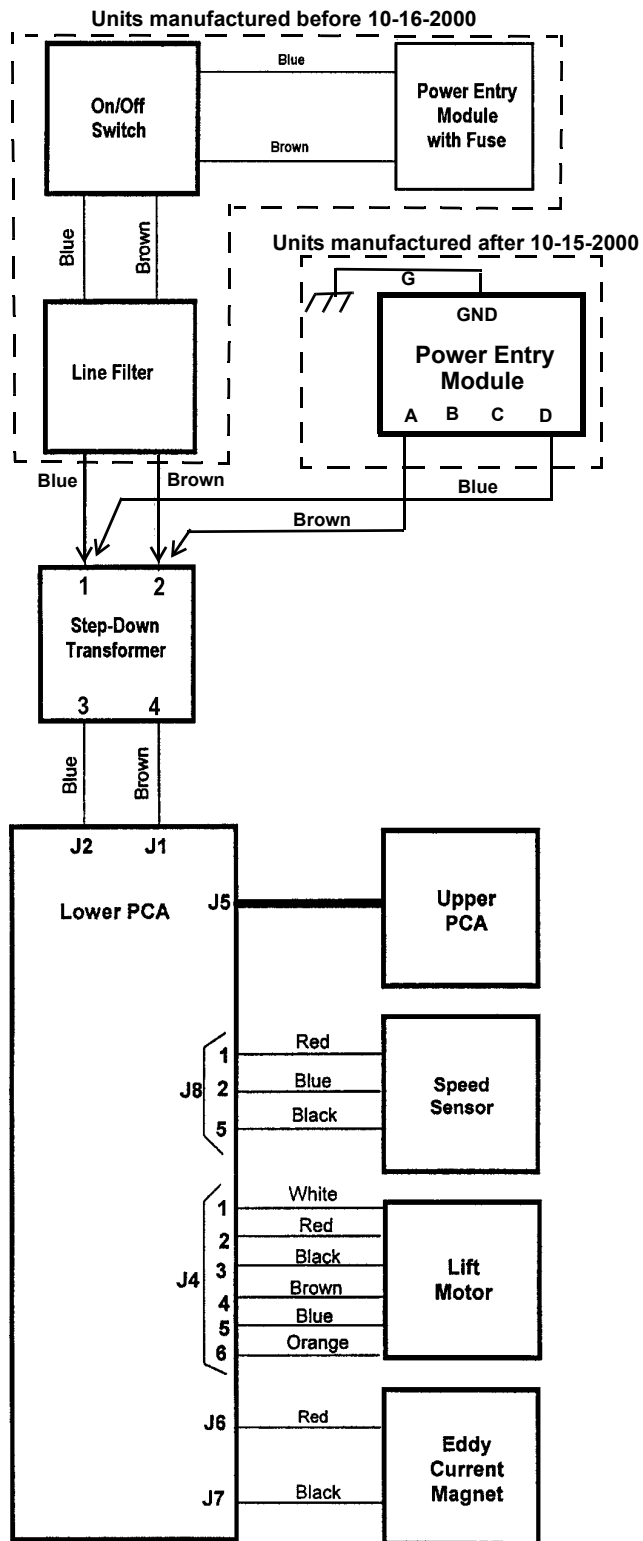 Units manufactured before 10-16-2000
On/Off
Switch
Blue
Brown
Power Entry
Module
with Fuse
Blue
Brown
Units manufactured after 10-15-2000
G
GND
Power Entry
Module
A B C D
Line Filter
Blue
Brown
Blue
Brown
1 2
Step-Down
Transformer
3 4
Blue
Brown
J2 J1
Lower PCA
J5
Upper
PCA
J8
1 Red
2 Blue
5 Black
Speed
Sensor
J4
1 White
2 Red
3 Black
4 Brown
5 Blue
6 Orange
Lift
Motor
J6 Red
J7 Black
Eddy
Current
Magnet